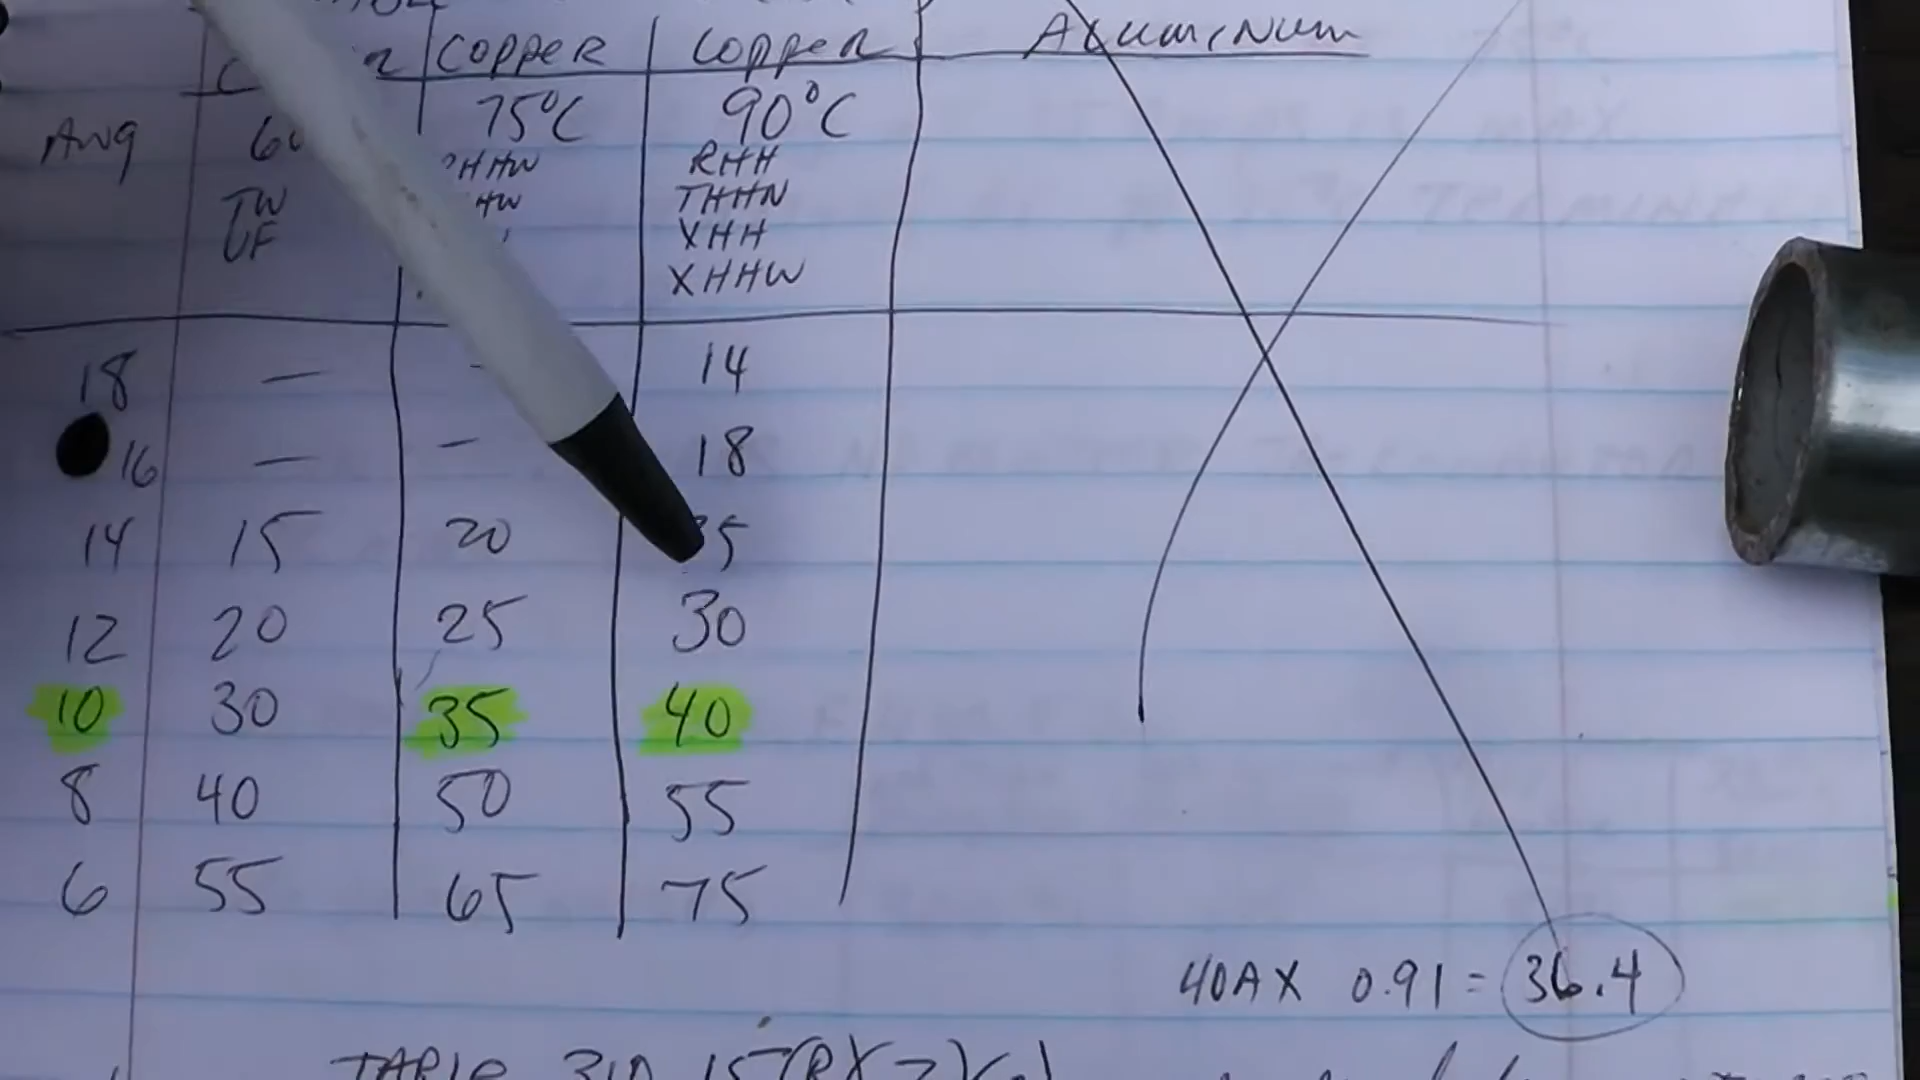 Copper Copper Aluminum
AWG 75°C 90°C
RHH
TW THHN
UF XHH
XHHW
18 — - 14
16 — — 18
14 15 20
12 20 25 30
10 30 35 40
8 40 50 55
6 55 65 75
40A X 0.91 = 36.4